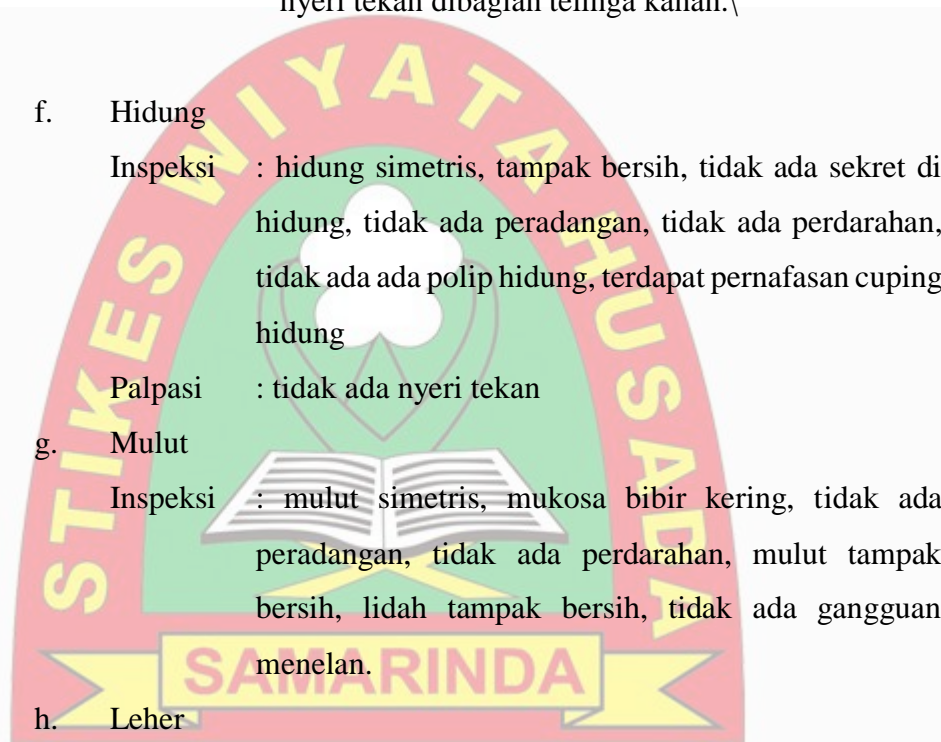 nyeri tekan dibagian telinga kanan.\
f. Hidung
Inspeksi : hidung simetris, tampak bersih, tidak ada sekret di
hidung, tidak ada peradangan, tidak ada perdarahan,
tidak ada ada polip hidung, terdapat pernafasan cuping
hidung
Palpasi : tidak ada nyeri tekan
g. Mulut
Inspeksi : mulut simetris, mukosa bibir kering, tidak ada
peradangan, tidak ada perdarahan, mulut tampak
bersih, lidah tampak bersih, tidak ada gangguan
menelan.
h. Leher
STIKES WIYATA HUSADA
SAMARINDA